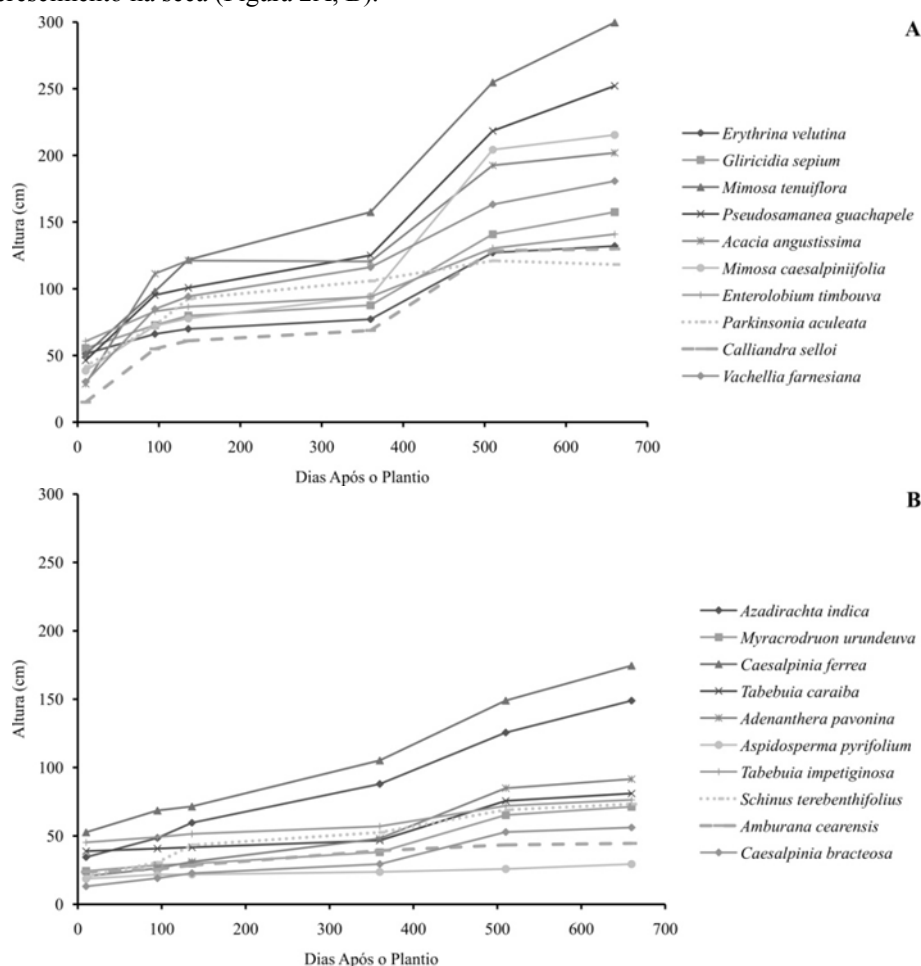 crescimento na seca (Figura 2A, B).
A
300
250
200
150
100
50
0
Altura (cm)
0 100 200 300 400 500 600 700
Dias Após o Plantio
Erythrina velutina
Gliricidia sepium
Mimosa tenuiflora
Pseudosamanea guachapele
Acacia angustissima
Mimosa caesalpiniifolia
Enterolobium timbouva
Parkinsonia aculeata
Calliandra selloi
Vachellia farnesiana
B
300
250
200
150
100
50
0
Altura (cm)
0 100 200 300 400 500 600 700
Dias Após o Plantio
Azadirachta indica
Myracrodruon urundeuva
Caesalpinia ferrea
Tabebuia caraiba
Adenanthera pavonina
Aspidosperma pyrifolium
Tabebuia impetiginosa
Schinus terebenthifolius
Amburana cearensis
Caesalpinia bracteosa